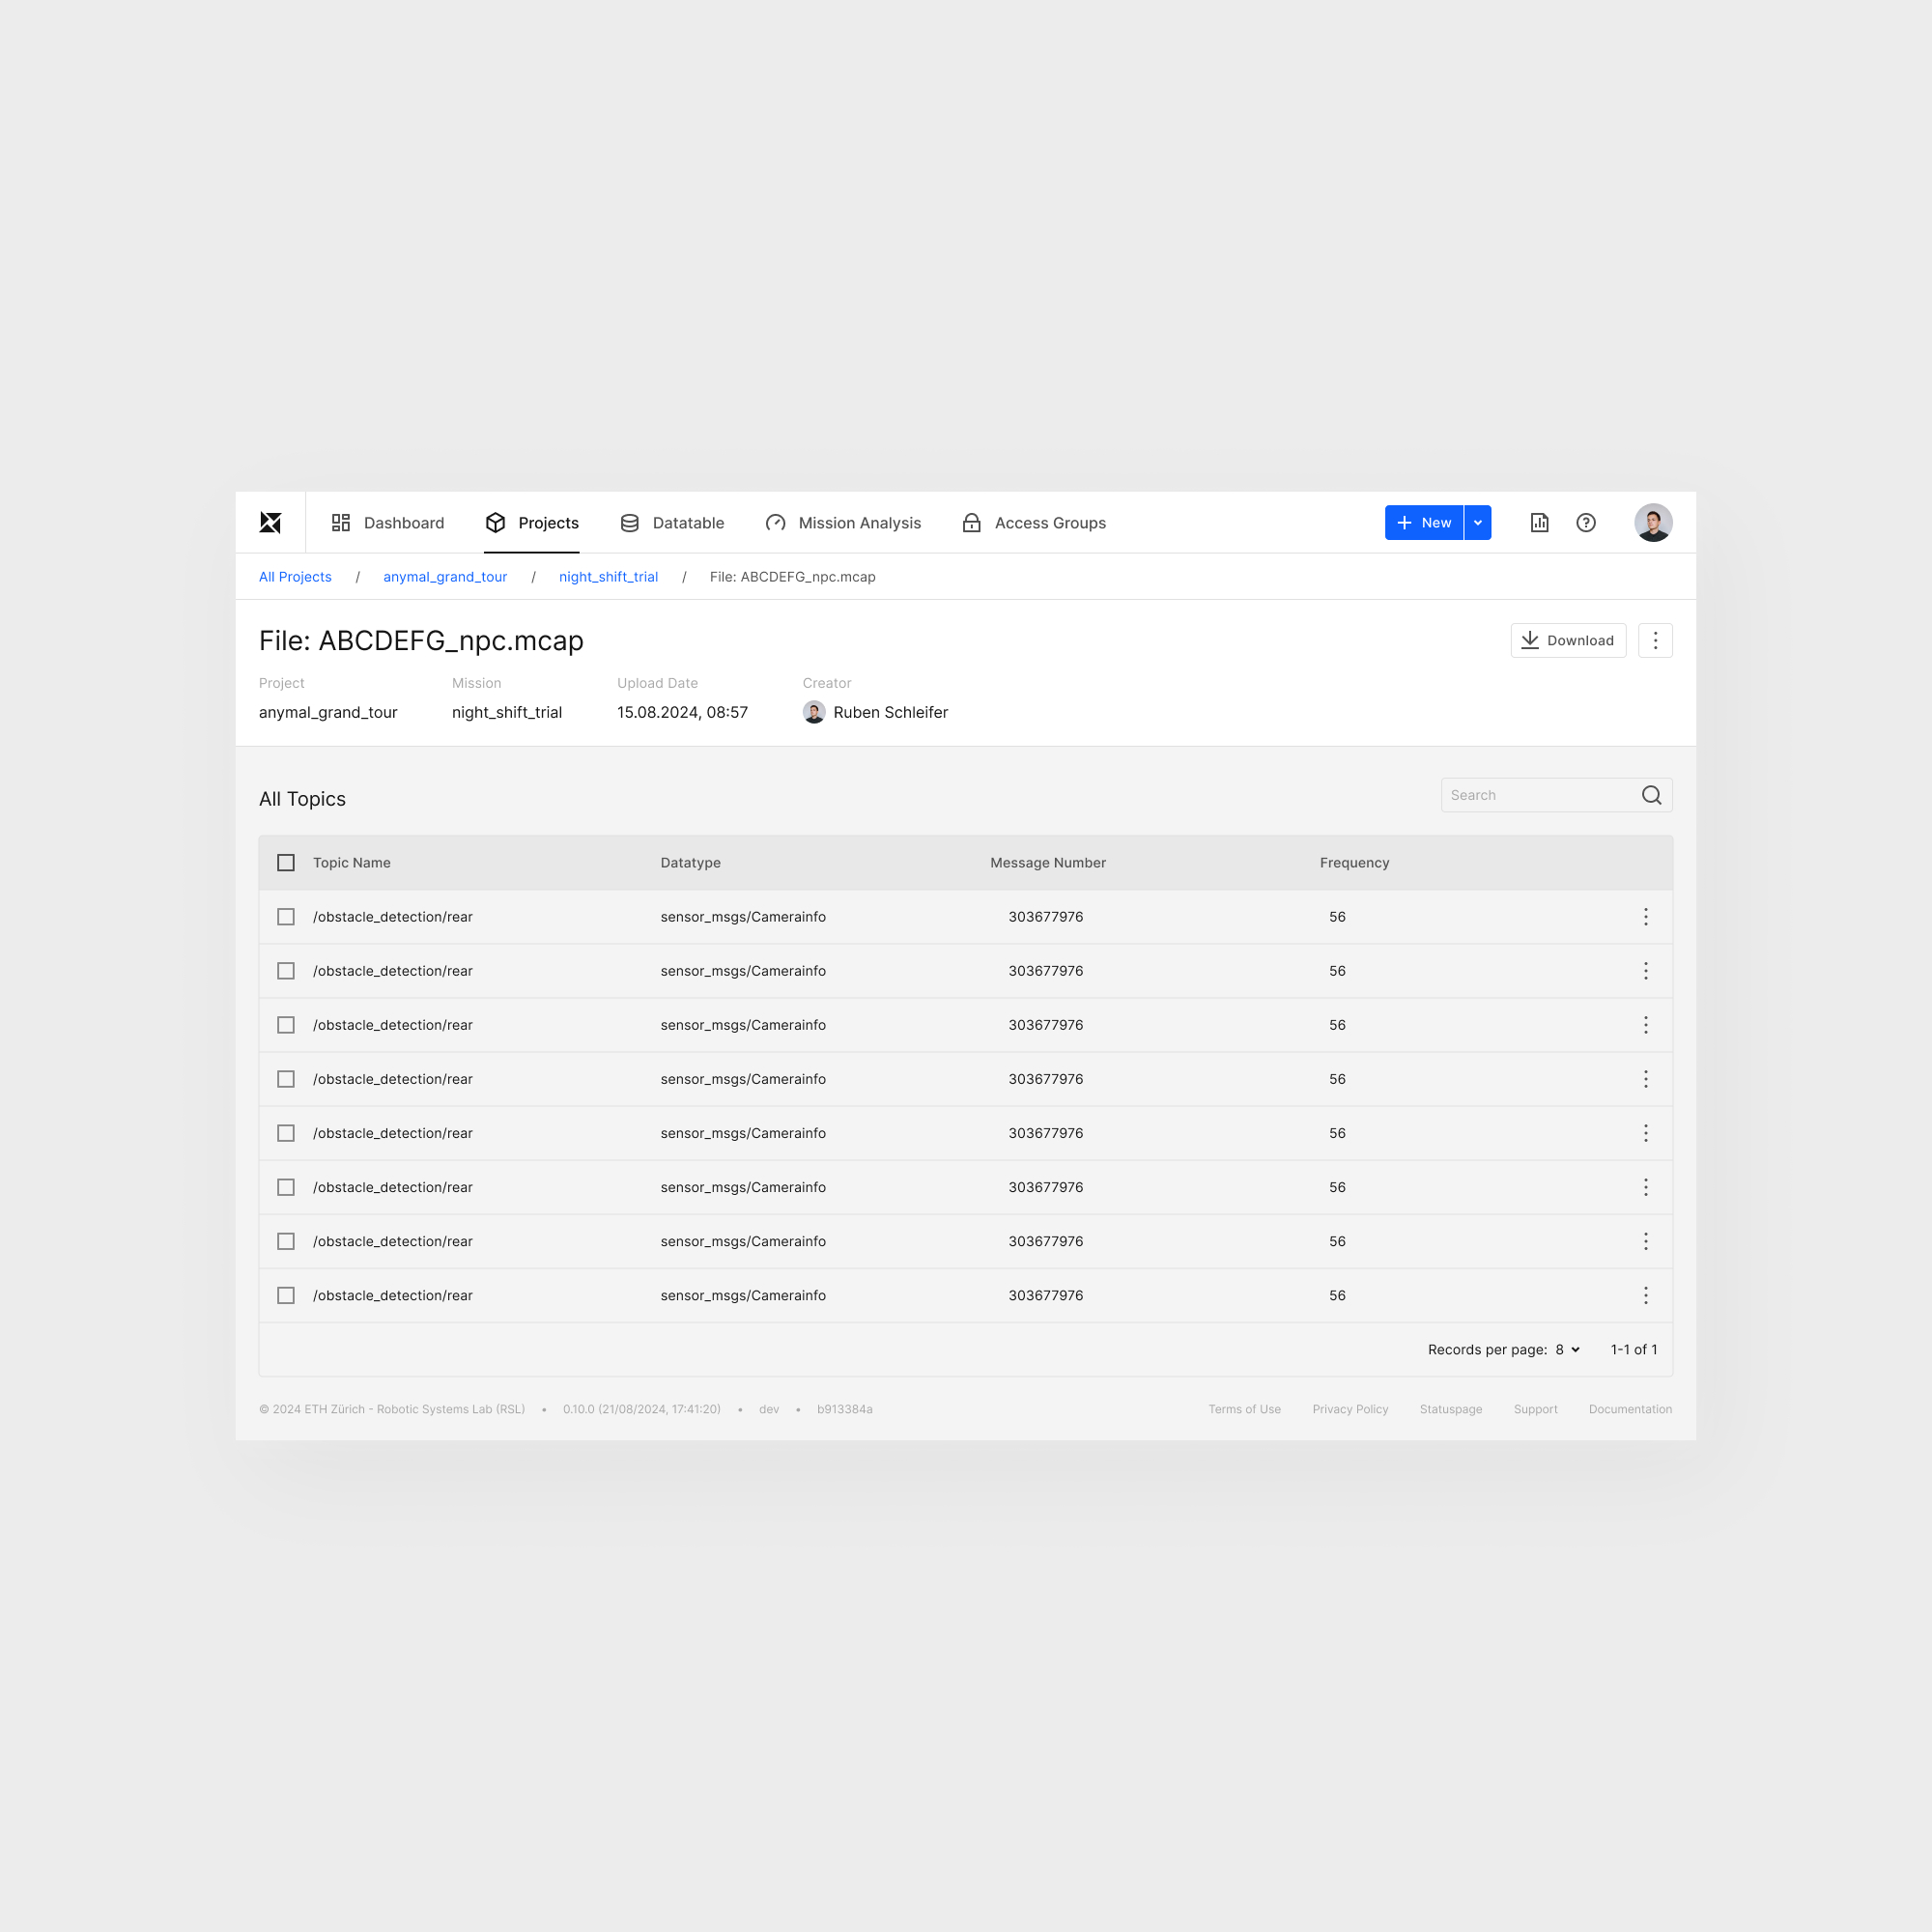 Dashboard Projects Datatable Mission Analysis Access Groups New
All Projects / anymal_grand_tour / night_shift_trial / File: ABCDEFG_npc.mcap
File: ABCDEFG_npc.mcap Download
Project Mission Upload Date Creator
anymal_grand_tour night_shift_trial 15.08.2024, 08:57 Ruben Schleifer
All Topics Search
Topic Name Datatype Message Number Frequency
/obstacle_detection/rear sensor_msgs/Camerainfo 303677976 56
/obstacle_detection/rear sensor_msgs/Camerainfo 303677976 56
/obstacle_detection/rear sensor_msgs/Camerainfo 303677976 56
/obstacle_detection/rear sensor_msgs/Camerainfo 303677976 56
/obstacle_detection/rear sensor_msgs/Camerainfo 303677976 56
/obstacle_detection/rear sensor_msgs/Camerainfo 303677976 56
/obstacle_detection/rear sensor_msgs/Camerainfo 303677976 56
/obstacle_detection/rear sensor_msgs/Camerainfo 303677976 56
Records per page: 8 1-1 of 1
© 2024 ETH Zürich - Robotic Systems Lab (RSL) • 0.10.0 (21/08/2024, 17:41:20) • dev • b913384a Terms of Use Privacy Policy Statuspage Support Documentation